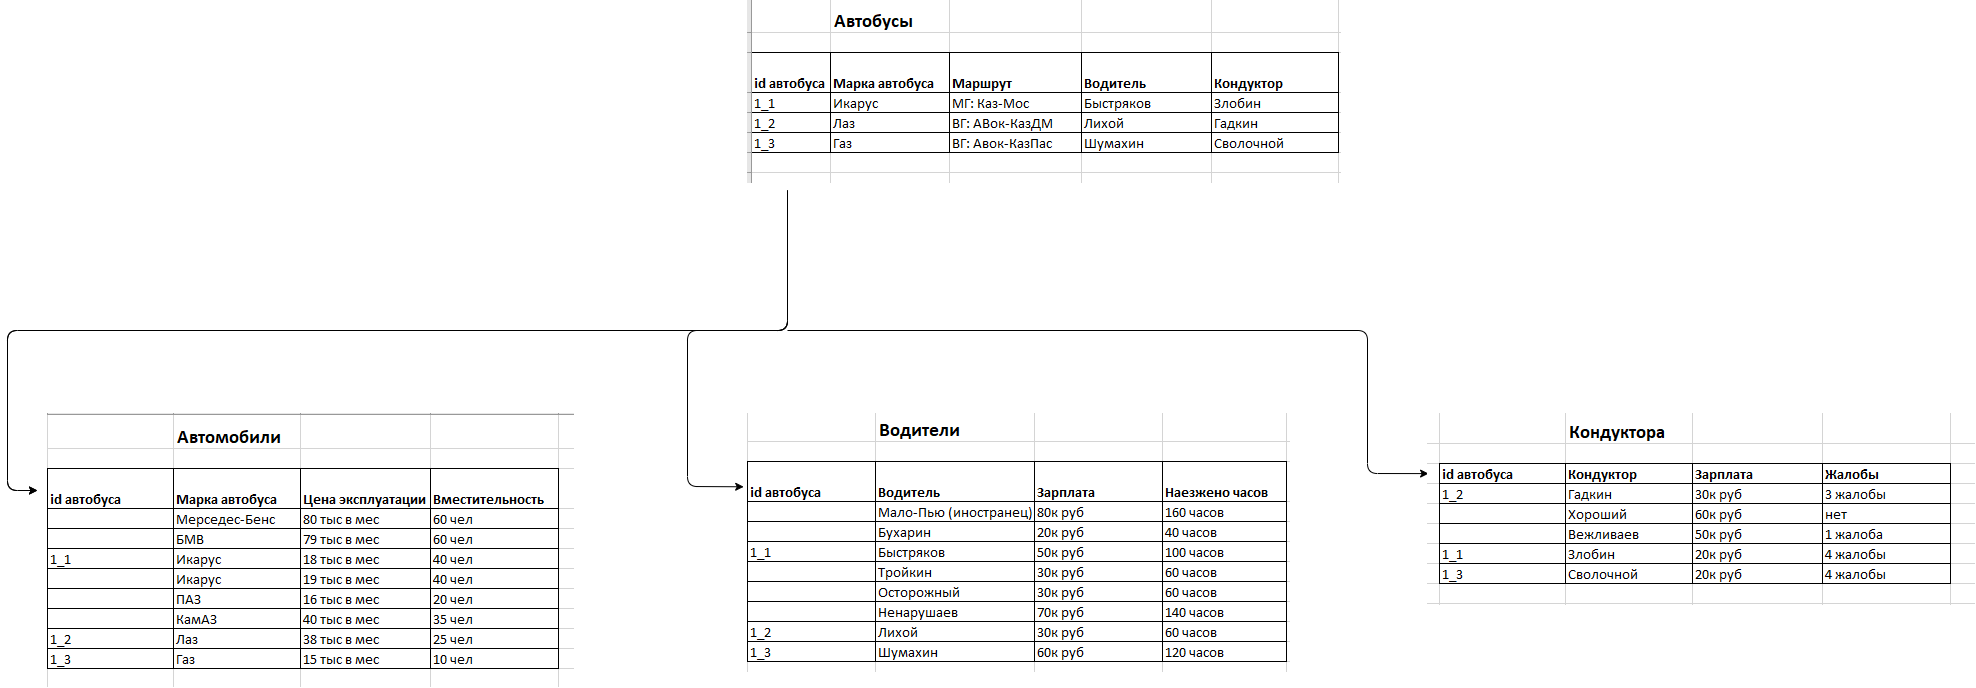 Автобусы
id автобуса Марка автобуса Маршрут Водитель Кондуктор
1_1 Икарус МГ: Каз-Мос Быстряков Злобин
1_2 Лаз ВГ: АВок-КазДМ Лихой Гадкин
1_3 Газ ВГ: Авок-КазПас Шумахин Сволочной
Автомобили
id автобуса Марка автобуса Цена эксплуатации Вместительность
Мерседес-Бенс 80 тыс в мес 60 чел
БМВ 79 тыс в мес 60 чел
1_1 Икарус 18 тыс в мес 40 чел
Икарус 19 тыс в мес 40 чел
ПАЗ 16 тыс в мес 20 чел
КамАЗ 40 тыс в мес 35 чел
1_2 Лаз 38 тыс в мес 25 чел
1_3 Газ 15 тыс в мес 10 чел
Водители
id автобуса Водитель Зарплата Наезжено часов
Мало-Пью (иностранец) 80к руб 160 часов
Бухарин 20к руб 40 часов
1_1 Быстряков 50к руб 100 часов
Тройкин 30к руб 60 часов
Осторожный 30к руб 60 часов
Ненарушаев 70к руб 140 часов
1_2 Лихой 30к руб 60 часов
1_3 Шумахин 60к руб 120 часов
Кондуктора
id автобуса Кондуктор Зарплата Жалобы
1_2 Гадкин 30к руб 3 жалобы
Хороший 60к руб нет
Вежливаев 50к руб 1 жалоба
1_1 Злобин 20к руб 4 жалобы
1_3 Сволочной 20к руб 4 жалобы